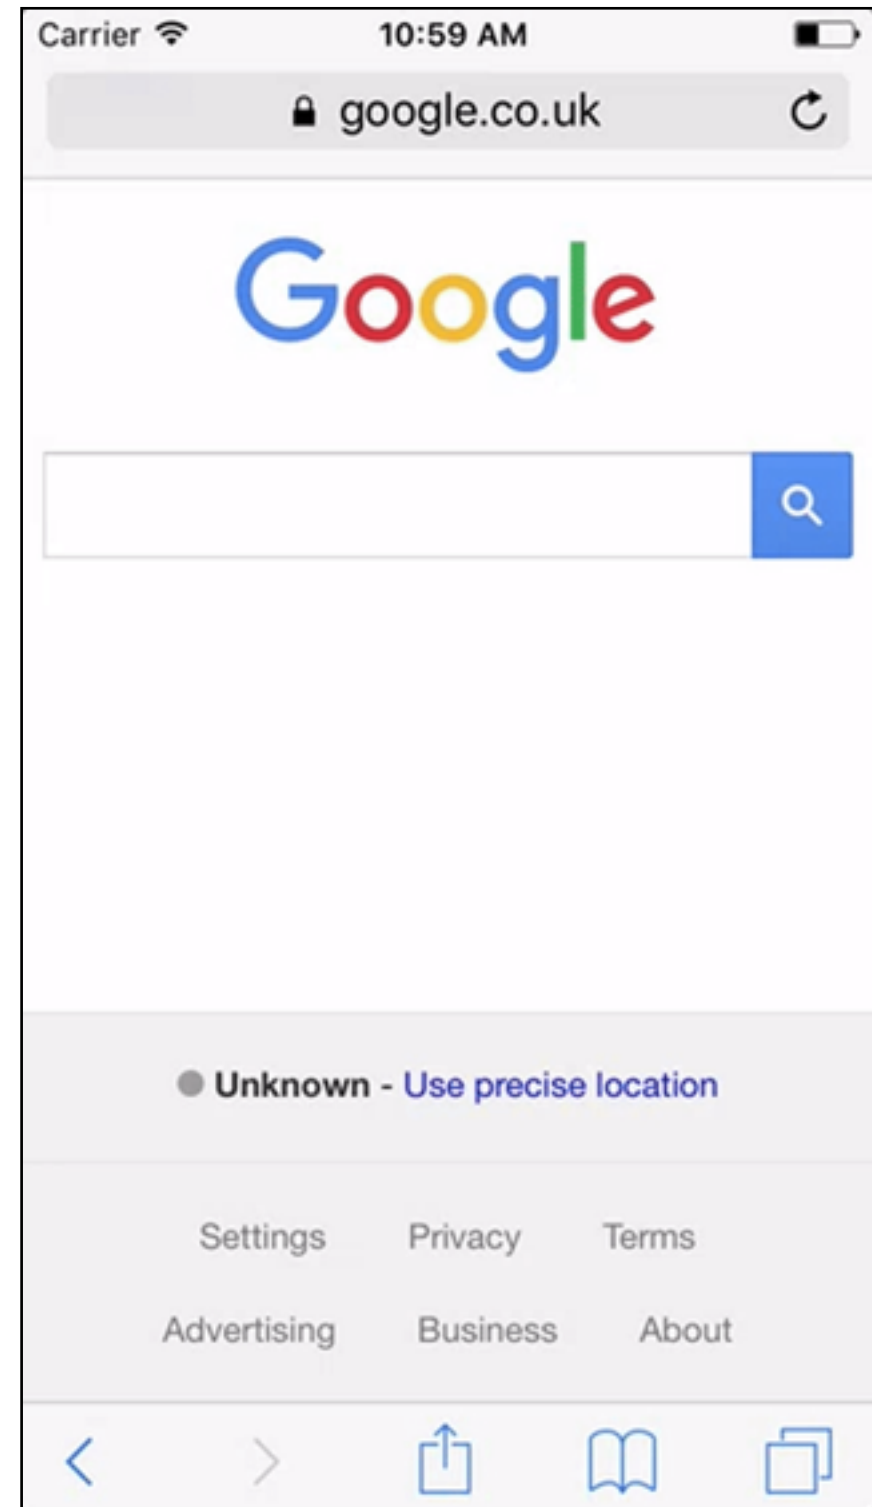 Carrier 10:59 AM
google.co.uk
Google
Unknown - Use precise location
Settings Privacy Terms
Advertising Business About